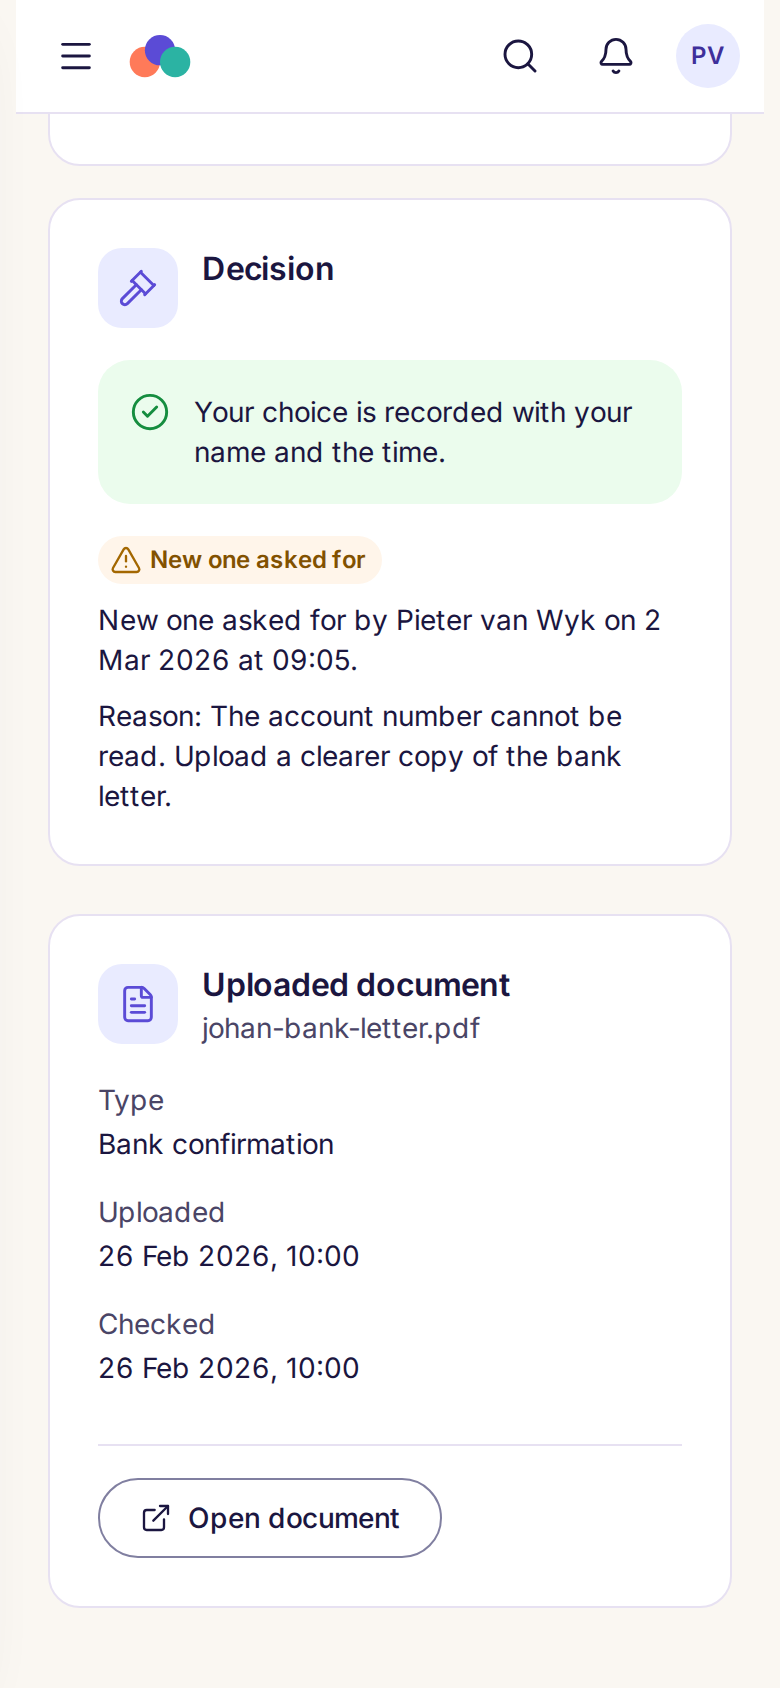 PV
Decision
Your choice is recorded with your
name and the time.
New one asked for
New one asked for by Pieter van Wyk on 2
Mar 2026 at 09:05.
Reason: The account number cannot be
read. Upload a clearer copy of the bank
letter.
Uploaded document
johan-bank-letter.pdf
Type
Bank confirmation
Uploaded
26 Feb 2026, 10:00
Checked
26 Feb 2026, 10:00
Open document